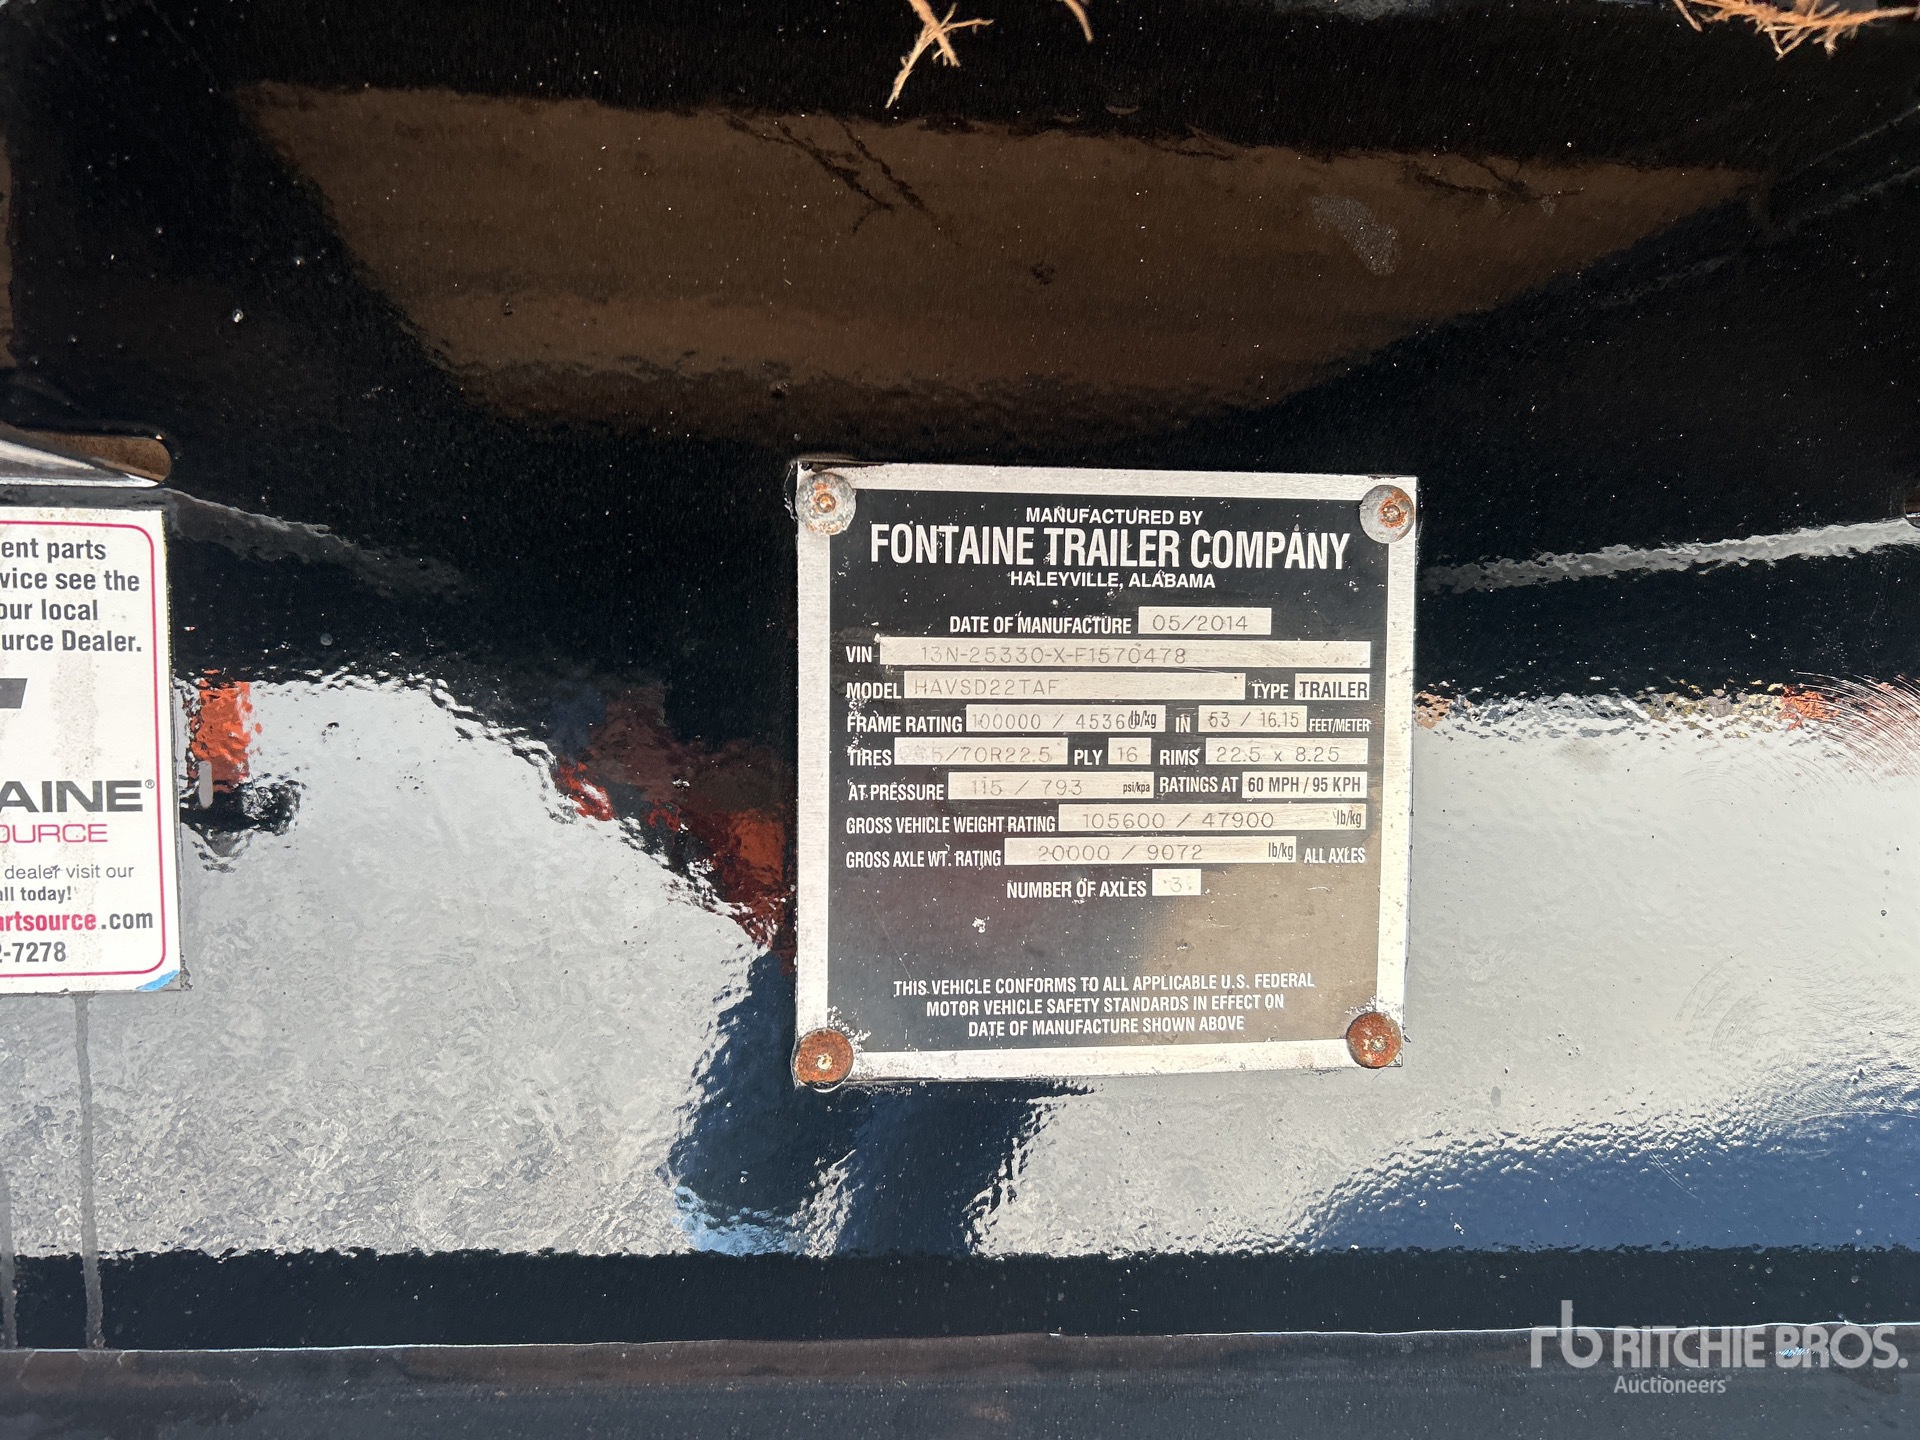 ent parts
vice see the
our local
urce Dealer.
AINE®
OURCE
dealer visit our
all today!
artsource.com
2-7278
MANUFACTURED BY
FONTAINE TRAILER COMPANY
HALEYVILLE, ALABAMA
DATE OF MANUFACTURE 05/2014
VIN 13N-25330-X-F1570478
MODEL HAVSD22TAF TYPE TRAILER
FRAME RATING 100000 / 45360 lb/kg IN 53 / 16.15 FEET/METER
TIRES 5/70R22.5 PLY 16 RIMS 22.5 x 8.25
AT PRESSURE 115 / 793 psi/kpa RATINGS AT 60 MPH / 95 KPH
GROSS VEHICLE WEIGHT RATING 105600 / 47900 lb/kg
GROSS AXLE WT. RATING 20000 / 9072 lb/kg ALL AXLES
NUMBER OF AXLES 3
THIS VEHICLE CONFORMS TO ALL APPLICABLE U.S. FEDERAL
MOTOR VEHICLE SAFETY STANDARDS IN EFFECT ON
DATE OF MANUFACTURE SHOWN ABOVE
rb RITCHIE BROS.
Auctioneers